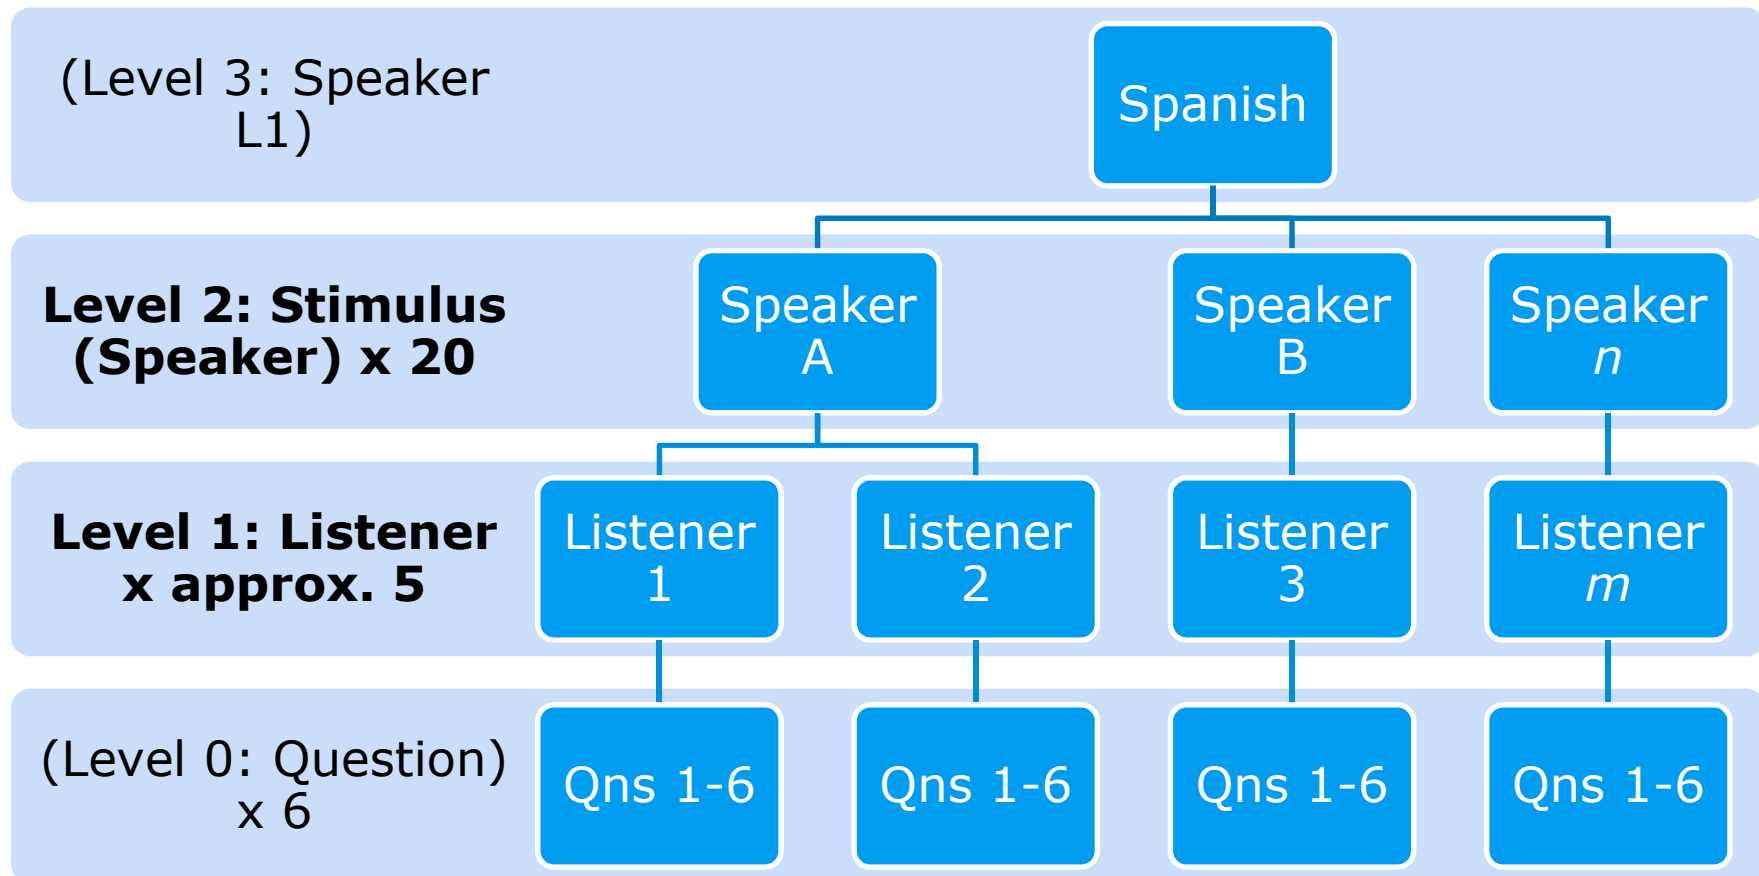 (Level 3: Speaker
L1)
Spanish
Level 2: Stimulus
(Speaker) x 20
Speaker
A
Speaker
B
Speaker
n
Level 1: Listener
x approx. 5
Listener
1
Listener
2
Listener
3
Listener
m
(Level 0: Question)
x 6
Qns 1-6
Qns 1-6
Qns 1-6
Qns 1-6